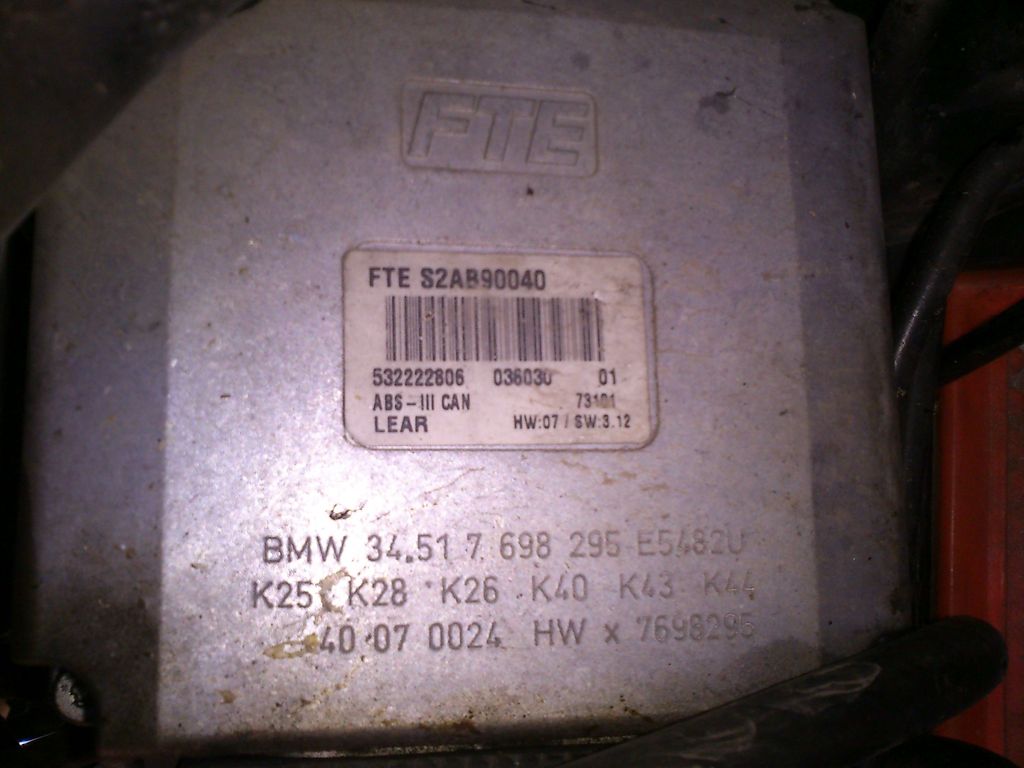 FTE
FTE S2AB90040
532222806 036030 01
ABS-III CAN 73101
LEAR HW:07 / SW:3.12
BMW 34.51 7 698 295 E5482U
K25 K28 K26 K40 K43 K44
40 07 0024 HW x 7698295